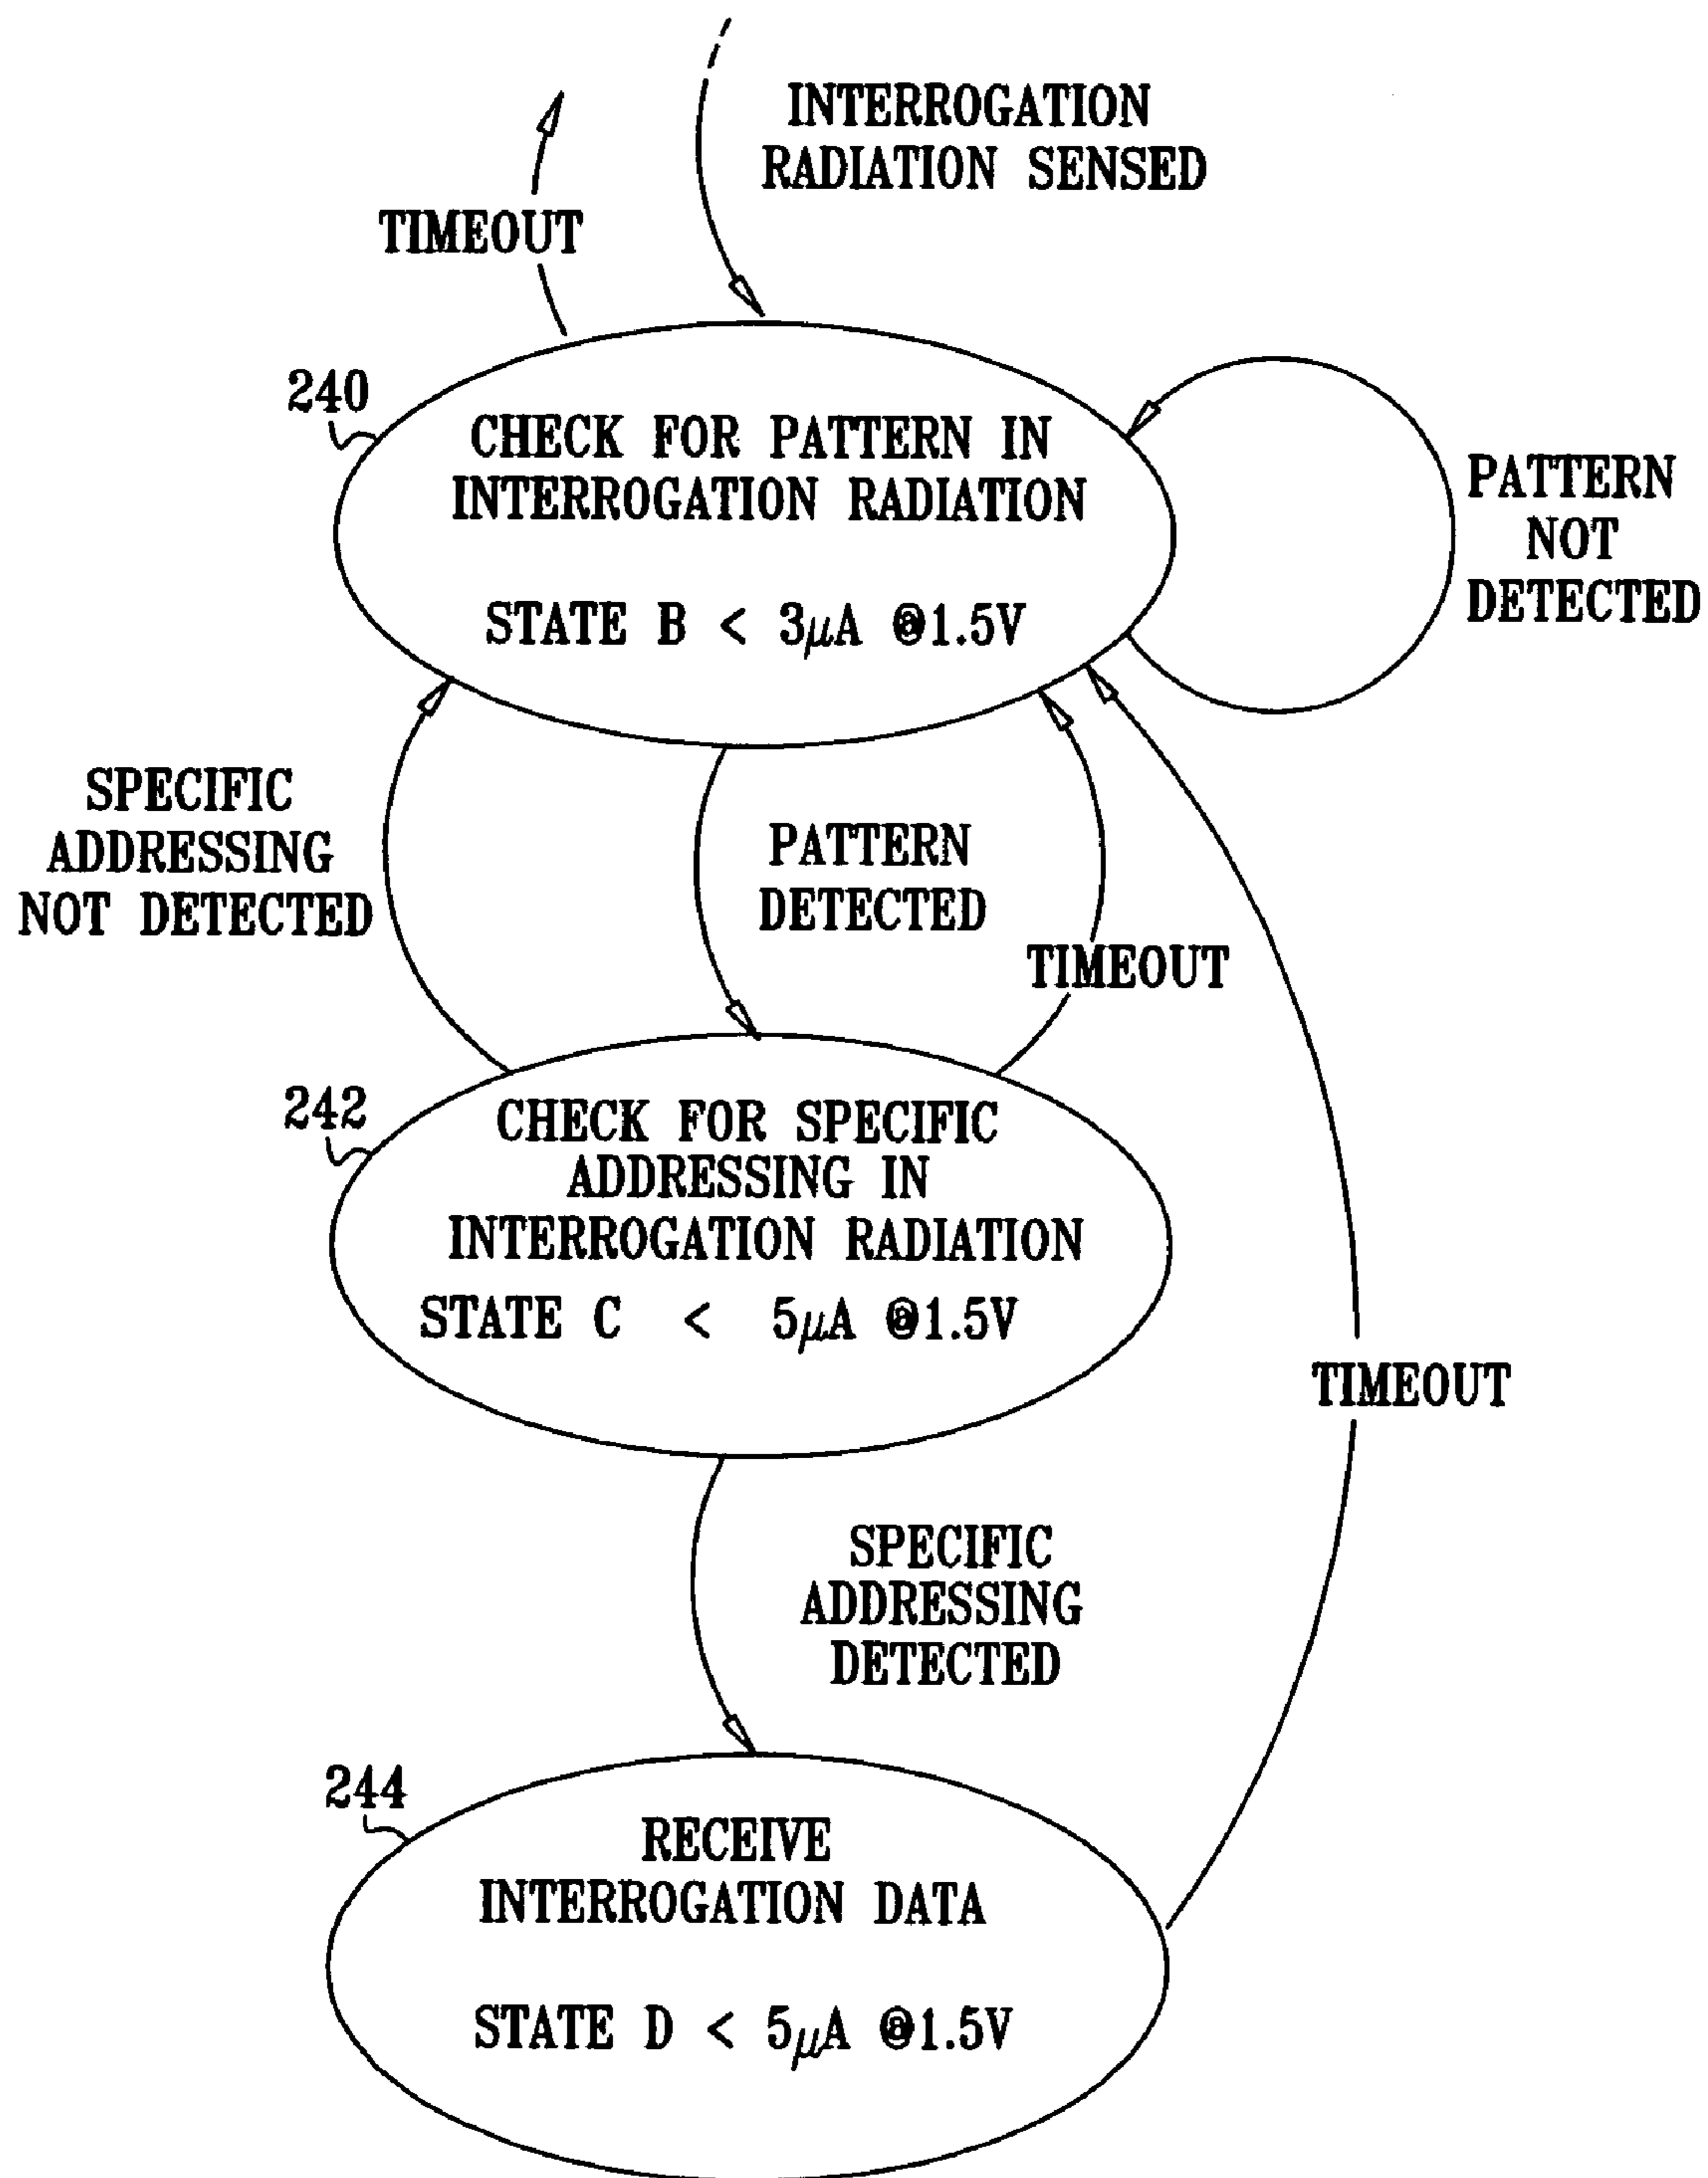 INTERROGATION
RADIATION SENSED
TIMEOUT
240
CHECK FOR PATTERN IN
INTERROGATION RADIATION
STATE B < 3μA @1.5V
PATTERN
NOT
DETECTED
SPECIFIC
ADDRESSING
NOT DETECTED
PATTERN
DETECTED
TIMEOUT
242
CHECK FOR SPECIFIC
ADDRESSING IN
INTERROGATION RADIATION
STATE C < 5μA @1.5V
TIMEOUT
SPECIFIC
ADDRESSING
DETECTED
244
RECEIVE
INTERROGATION DATA
STATE D < 5μA @1.5V